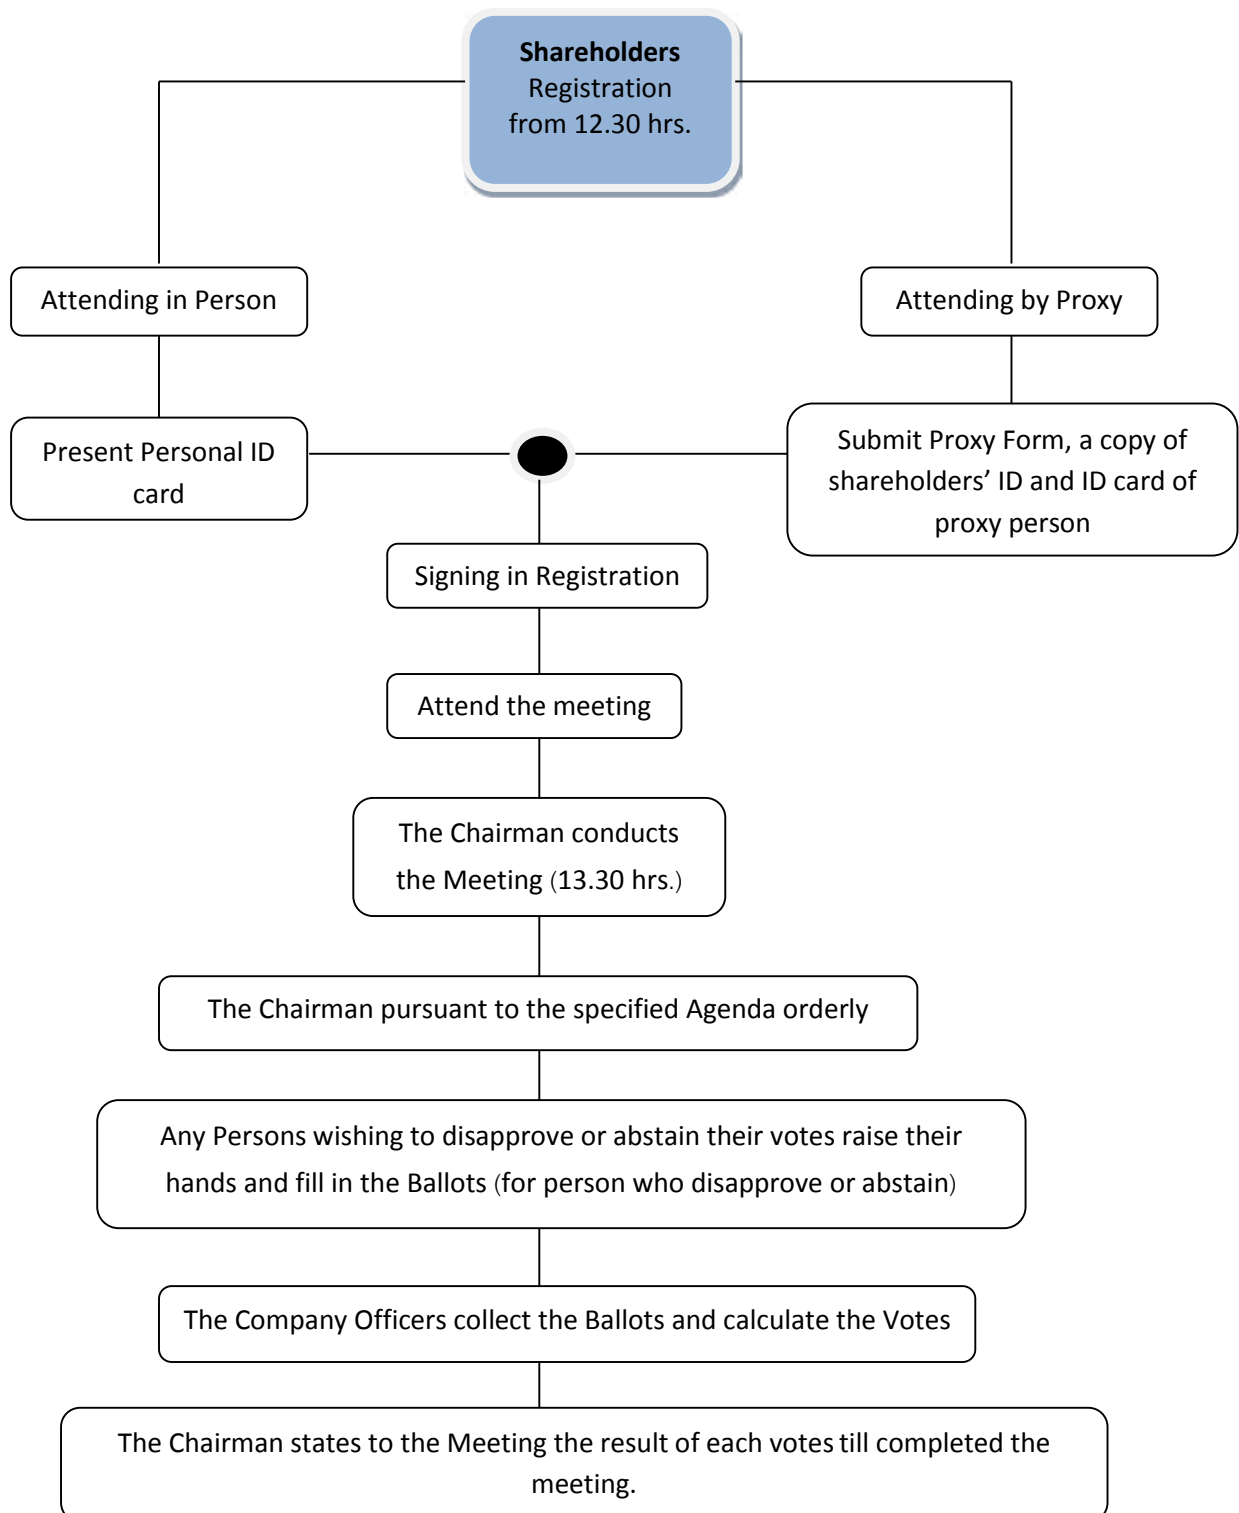 Shareholders
Registration
from 12.30 hrs.
Attending in Person
Attending by Proxy
Present Personal ID
card
Submit Proxy Form, a copy of
shareholders’ ID and ID card of
proxy person
Signing in Registration
Attend the meeting
The Chairman conducts
the Meeting (13.30 hrs.)
The Chairman pursuant to the specified Agenda orderly
Any Persons wishing to disapprove or abstain their votes raise their
hands and fill in the Ballots (for person who disapprove or abstain)
The Company Officers collect the Ballots and calculate the Votes
The Chairman states to the Meeting the result of each votes till completed the
meeting.